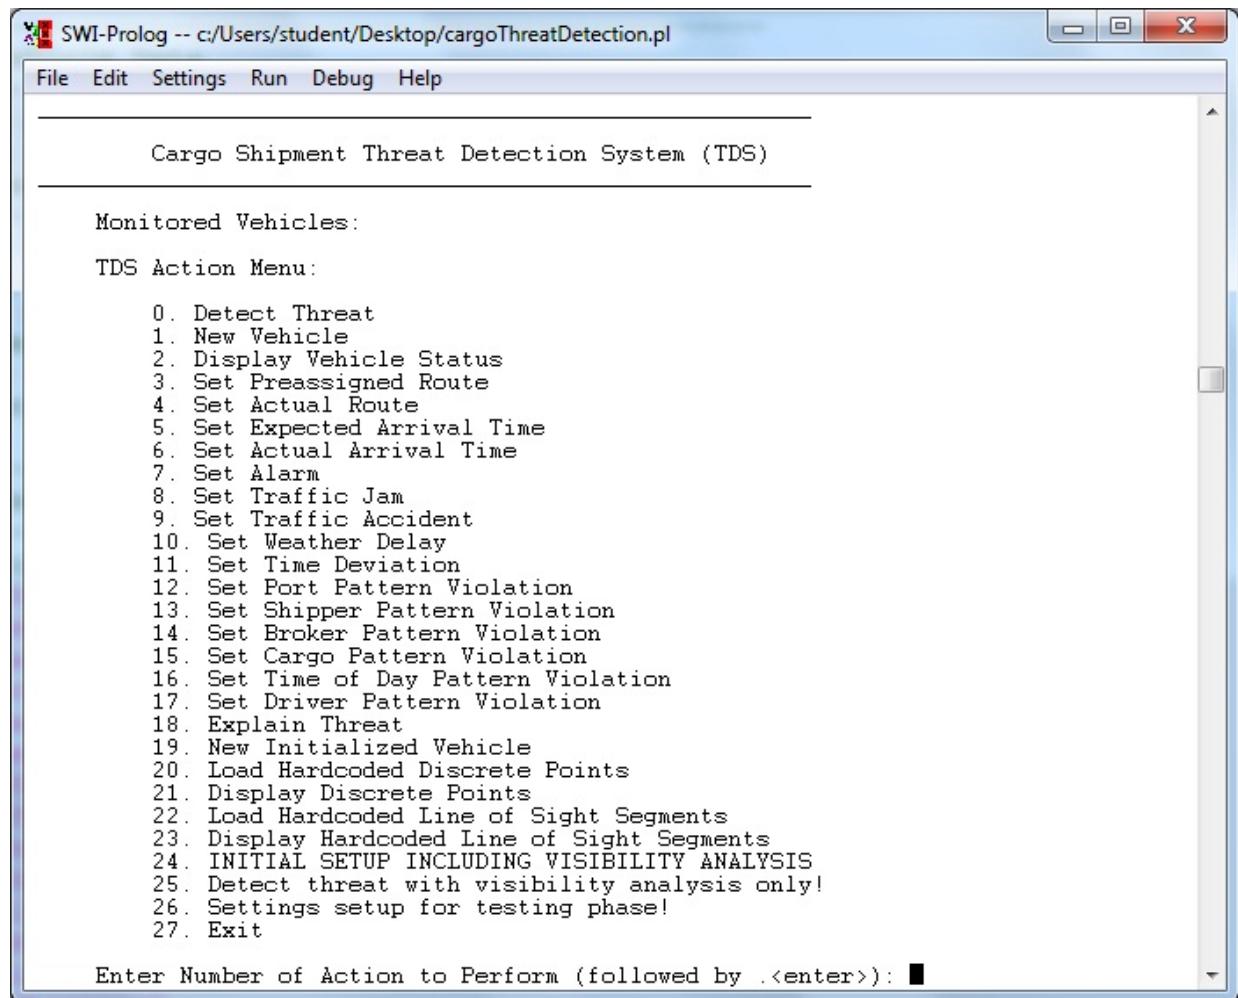 SWI-Prolog -- c:/Users/student/Desktop/cargoThreatDetection.pl
File Edit Settings Run Debug Help
Cargo Shipment Threat Detection System (TDS)
Monitored Vehicles:
TDS Action Menu:
0. Detect Threat
1. New Vehicle
2. Display Vehicle Status
3. Set Preassigned Route
4. Set Actual Route
5. Set Expected Arrival Time
6. Set Actual Arrival Time
7. Set Alarm
8. Set Traffic Jam
9. Set Traffic Accident
10. Set Weather Delay
11. Set Time Deviation
12. Set Port Pattern Violation
13. Set Shipper Pattern Violation
14. Set Broker Pattern Violation
15. Set Cargo Pattern Violation
16. Set Time of Day Pattern Violation
17. Set Driver Pattern Violation
18. Explain Threat
19. New Initialized Vehicle
20. Load Hardcoded Discrete Points
21. Display Discrete Points
22. Load Hardcoded Line of Sight Segments
23. Display Hardcoded Line of Sight Segments
24. INITIAL SETUP INCLUDING VISIBILITY ANALYSIS
25. Detect threat with visibility analysis only!
26. Settings setup for testing phase!
27. Exit
Enter Number of Action to Perform (followed by .<enter>):